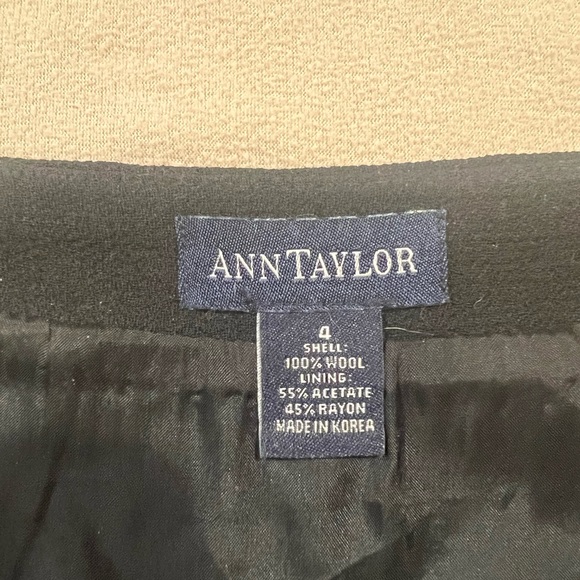 ANN TAYLOR
4
SHELL:
100% WOOL
LINING:
55% ACETATE
45% RAYON
MADE IN KOREA